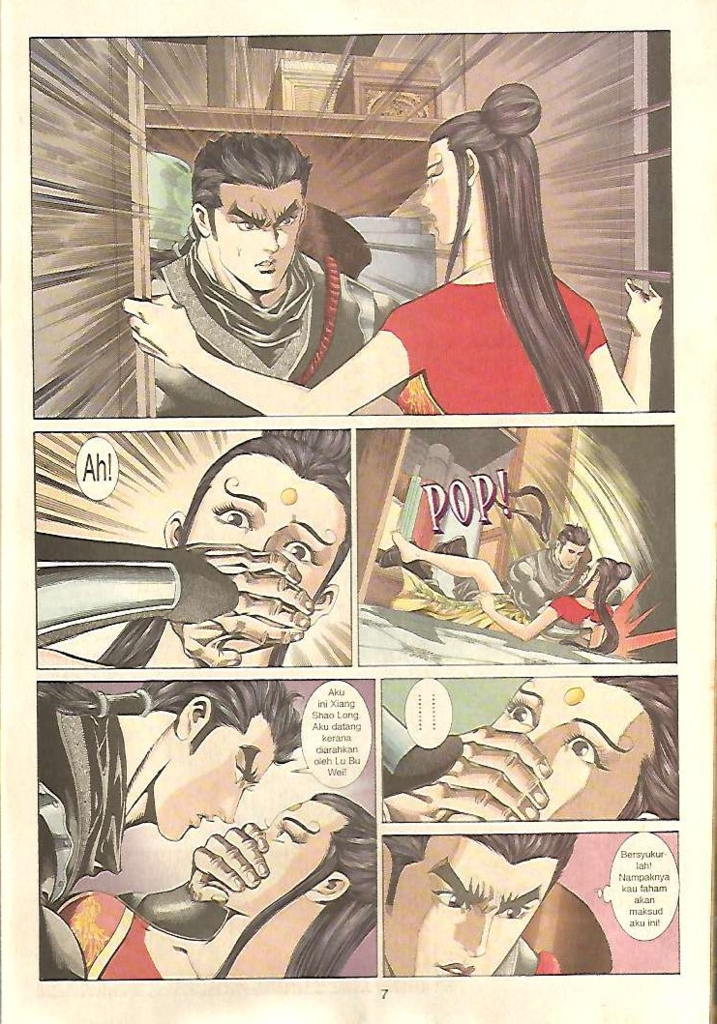 Ah!
POP!
Aku
ini Xiang
Shao Long.
Aku datang
kerana
diarahkan
oleh Lu Bu
Wei!
Bersyukur-
lah!
Nampaknya
kau faham
akan
maksud
aku ini!
7